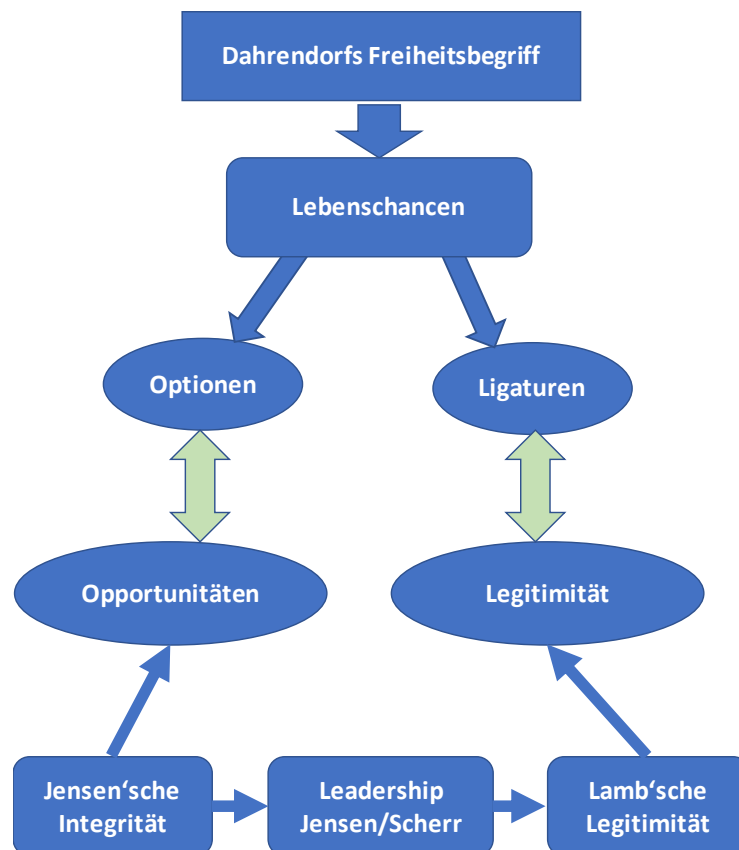 Dahrendorfs Freiheitsbegriff
Lebenschancen
Optionen
Ligaturen
Opportunitäten
Legitimität
Jensen‘sche
Integrität
Leadership
Jensen/Scherr
Lamb‘sche
Legitimität